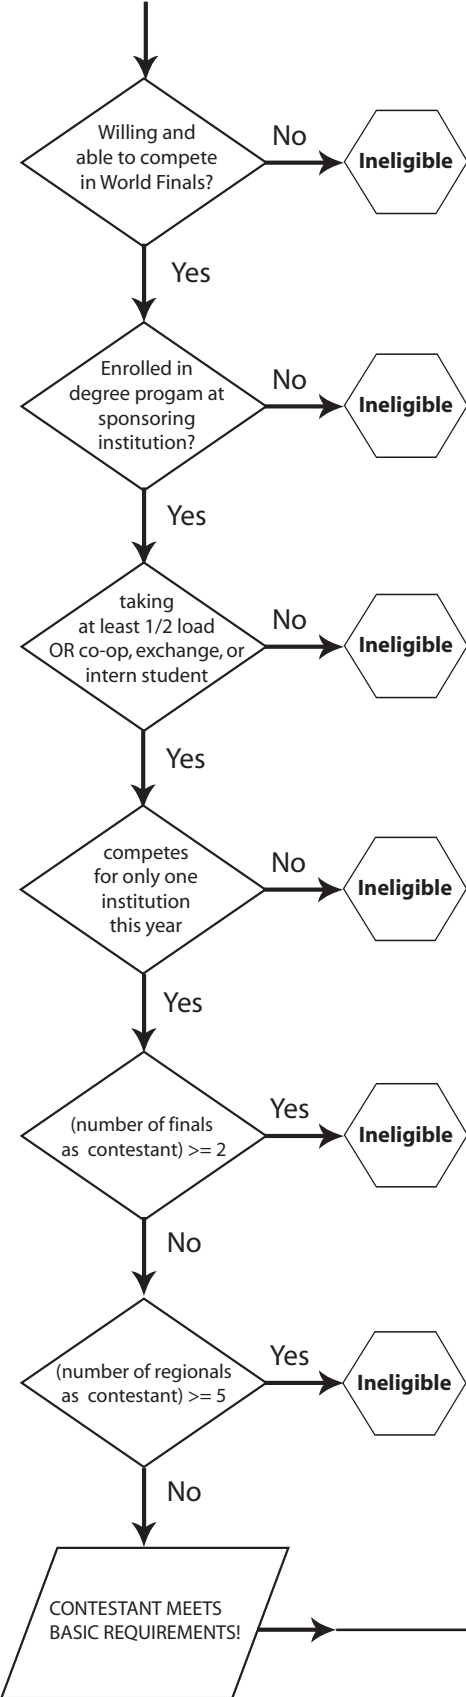 Willing and
able to compete
in World Finals?
No
Ineligible
Yes
Enrolled in
degree progam at
sponsoring
institution?
No
Ineligible
Yes
taking
at least 1/2 load
OR co-op, exchange, or
intern student
No
Ineligible
Yes
competes
for only one
institution
this year
No
Ineligible
Yes
(number of finals
as contestant) >= 2
Yes
Ineligible
No
(number of regionals
as contestant) >= 5
Yes
Ineligible
No
CONTESTANT MEETS
BASIC REQUIREMENTS!